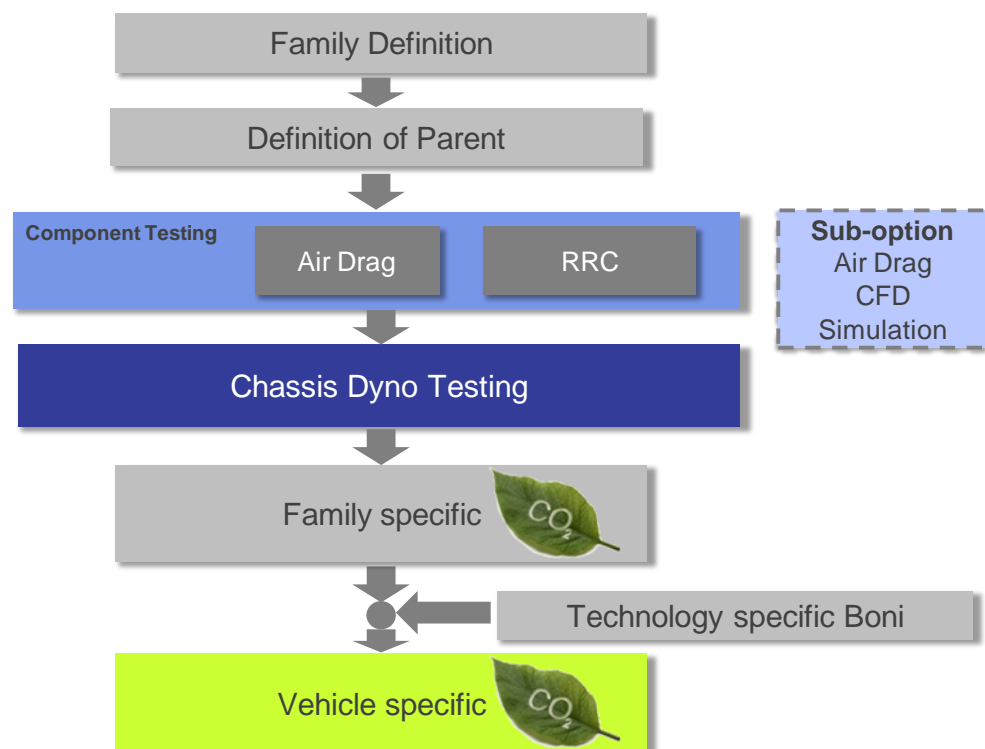 Family Definition
Definition of Parent
Component Testing
Air Drag
RRC
Sub-option
Air Drag
CFD
Simulation
Chassis Dyno Testing
Family specific
CO2
Technology specific Boni
Vehicle specific
CO2